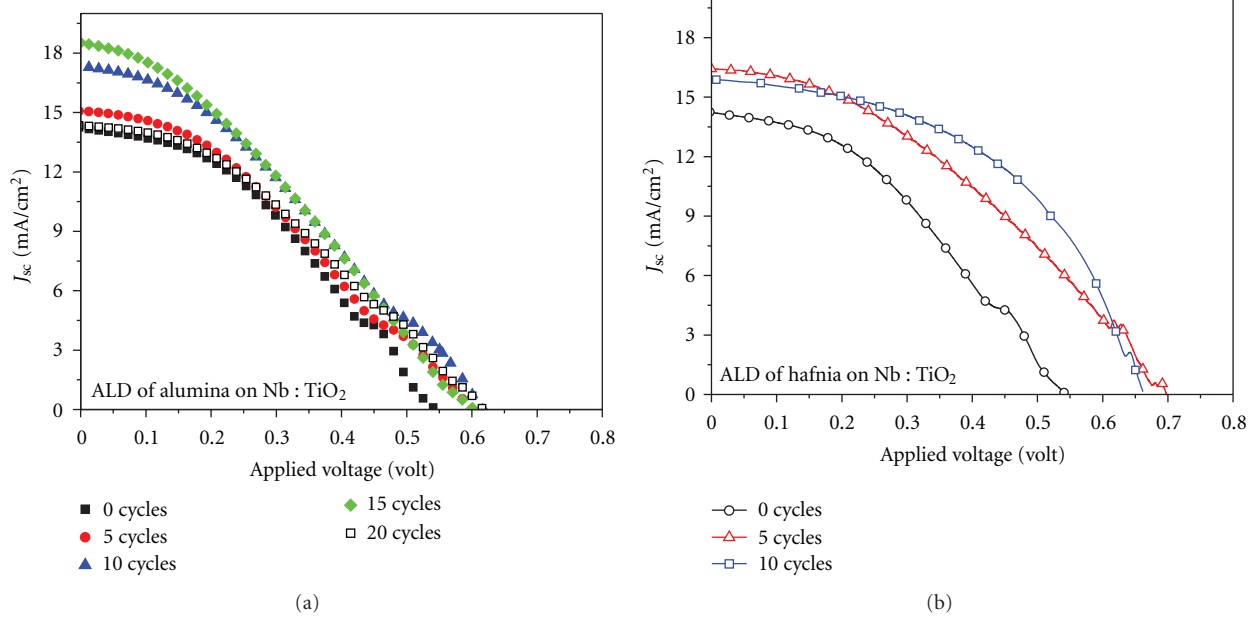 18
15
12
9
6
3
0
J_sc (mA/cm²)
ALD of alumina on Nb : TiO₂
0 0.1 0.2 0.3 0.4 0.5 0.6 0.7 0.8
Applied voltage (volt)
0 cycles
5 cycles
10 cycles
15 cycles
20 cycles
(a)
18
15
12
9
6
3
0
J_sc (mA/cm²)
ALD of hafnia on Nb : TiO₂
0 0.1 0.2 0.3 0.4 0.5 0.6 0.7 0.8
Applied voltage (volt)
0 cycles
5 cycles
10 cycles
(b)